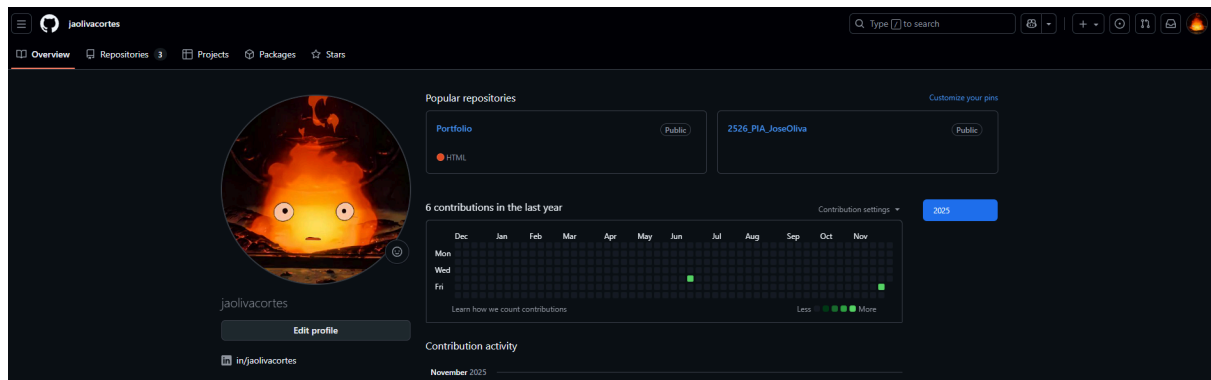 jaolivacortes
Type / to search
Overview
Repositories 3
Projects
Packages
Stars
Popular repositories
Customize your pins
Portfolio
Public
HTML
2526_PIA_JoseOliva
Public
6 contributions in the last year
Contribution settings
2025
Dec Jan Feb Mar Apr May Jun Jul Aug Sep Oct Nov
Mon
Wed
Fri
Learn how we count contributions
Less More
jaolivacortes
Edit profile
in/jaolivacortes
Contribution activity
November 2025